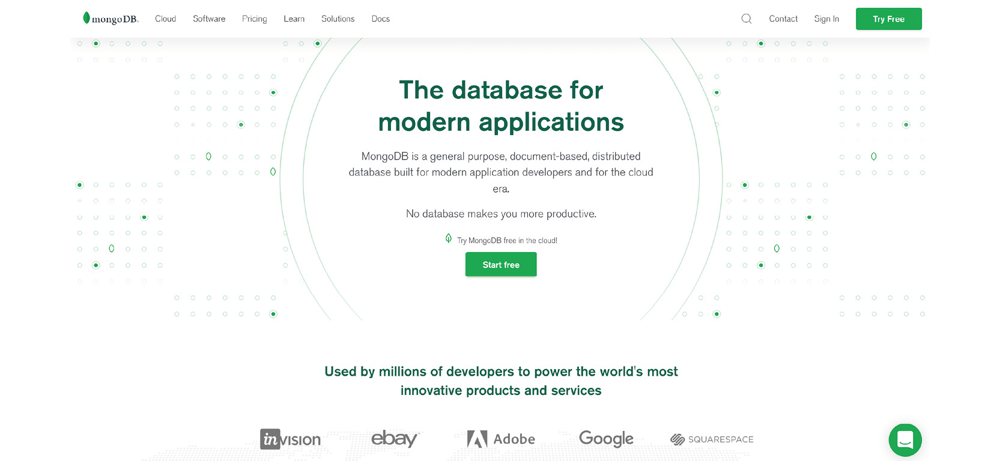 mongoDB.
Cloud
Software
Pricing
Learn
Solutions
Docs
Contact
Sign In
Try Free
The database for
modern applications
MongoDB is a general purpose, document-based, distributed
database built for modern application developers and for the cloud
era.
No database makes you more productive.
Try MongoDB free in the cloud!
Start free
Used by millions of developers to power the world's most
innovative products and services
inVISION
ebay
Adobe
Google
SQUARESPACE